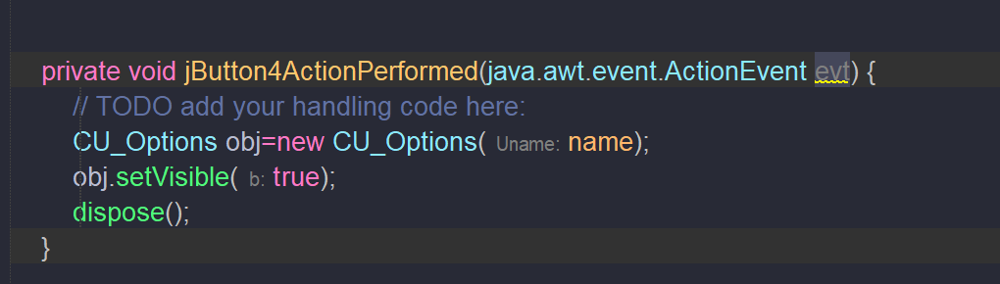 private void jButton4ActionPerformed(java.awt.event.ActionEvent evt) {
// TODO add your handling code here:
CU_Options obj=new CU_Options( Uname: name);
obj.setVisible( b: true);
dispose();
}